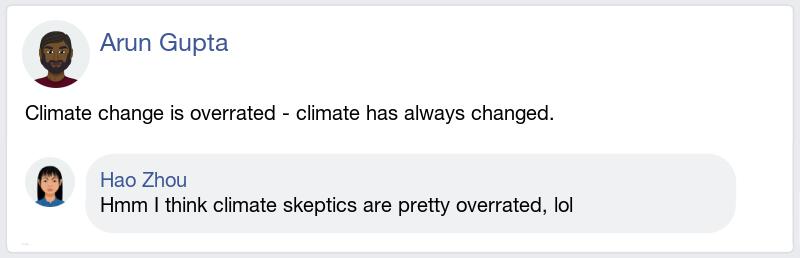 Arun Gupta
Climate change is overrated - climate has always changed.
Hao Zhou
Hmm I think climate skeptics are pretty overrated, lol